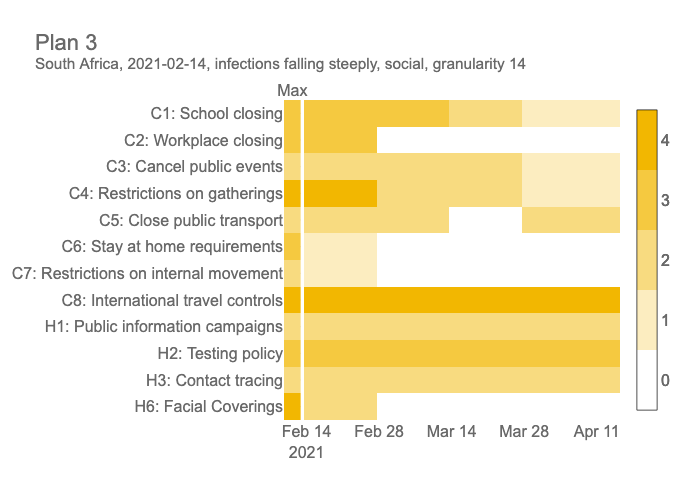 Plan 3
South Africa, 2021-02-14, infections falling steeply, social, granularity 14
Max
C1: School closing
C2: Workplace closing
C3: Cancel public events
C4: Restrictions on gatherings
C5: Close public transport
C6: Stay at home requirements
C7: Restrictions on internal movement
C8: International travel controls
H1: Public information campaigns
H2: Testing policy
H3: Contact tracing
H6: Facial Coverings
Feb 14 Feb 28 Mar 14 Mar 28 Apr 11
2021
4
3
2
1
0